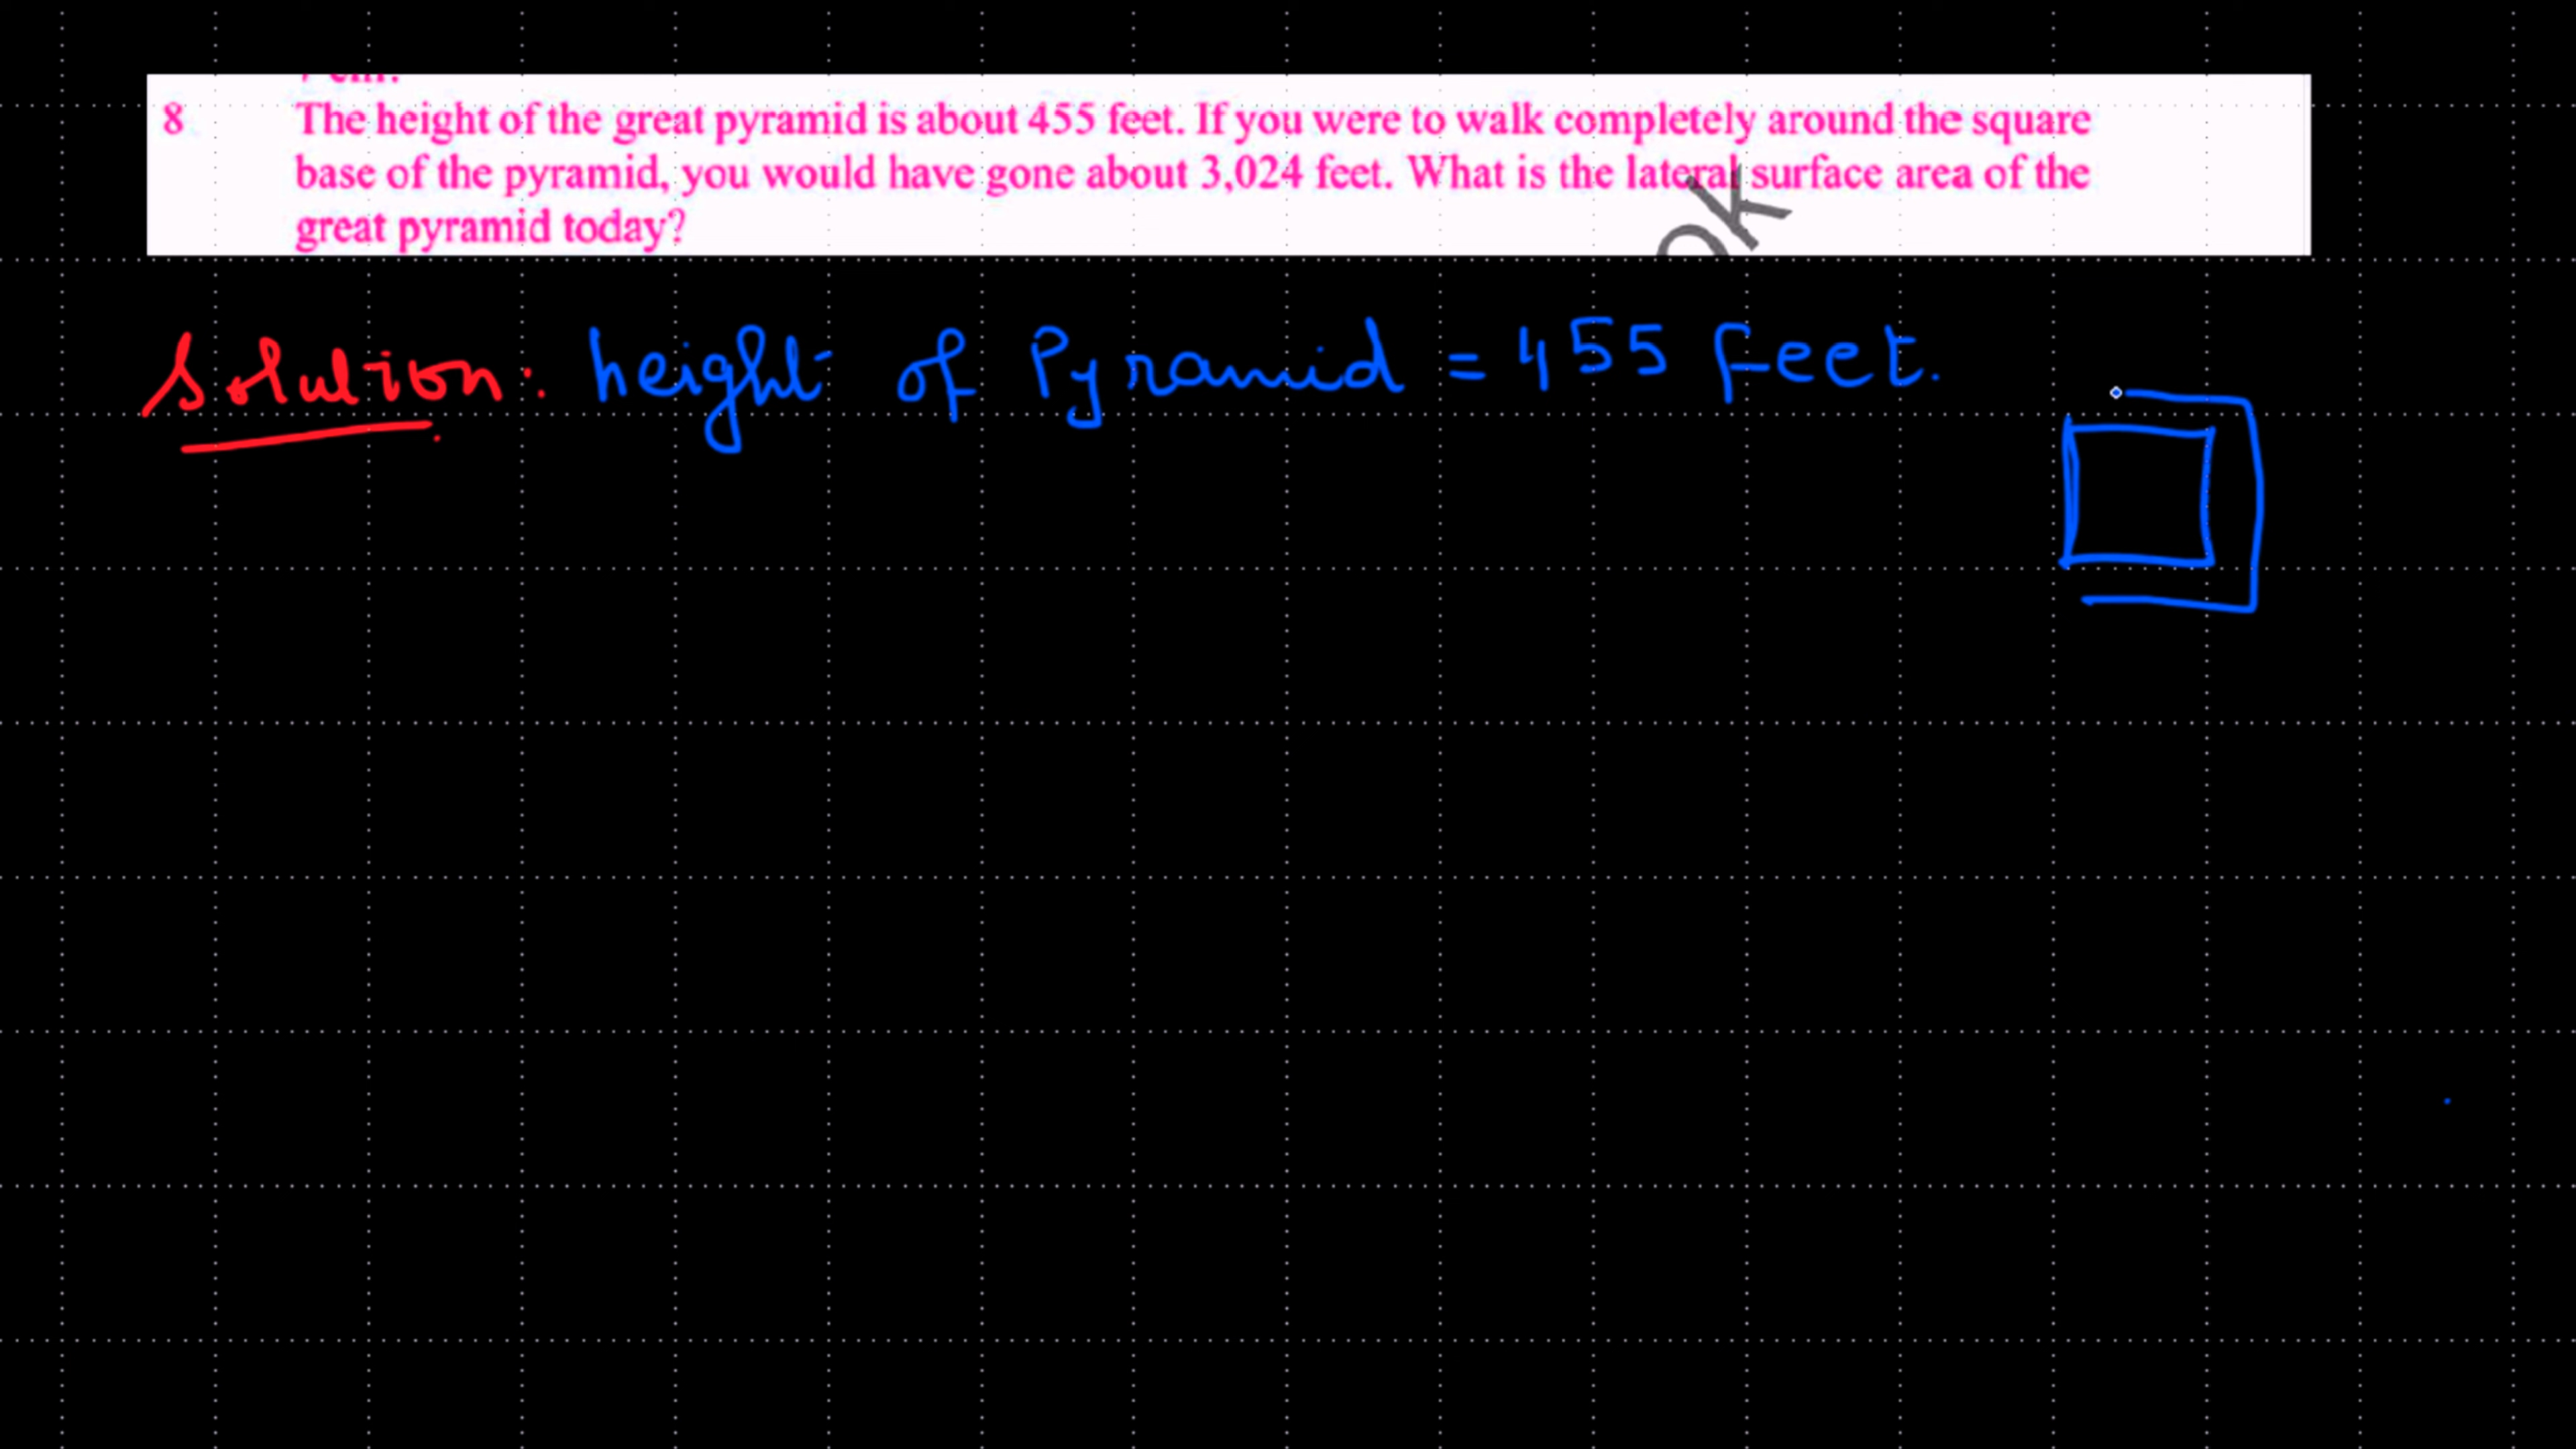 8 The height of the great pyramid is about 455 feet. If you were to walk completely around the square
base of the pyramid, you would have gone about 3,024 feet. What is the lateral surface area of the
great pyramid today?
ok
Solution: height of Pyramid = 455 feet.